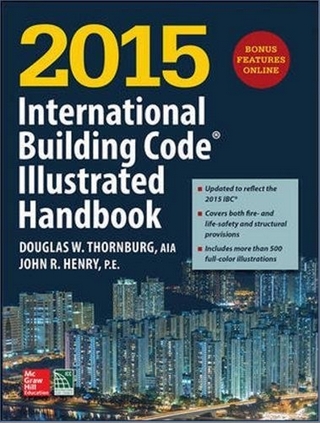 2015
BONUS
FEATURES
ONLINE
International
Building Code®
Illustrated
Handbook
DOUGLAS W. THORNBURG, AIA
JOHN R. HENRY, P.E.
Updated to reflect the
2015 IBC®
Covers both fire- and
life-safety and structural
provisions
Includes more than 500
full-color illustrations
Mc
Graw
Hill
Education